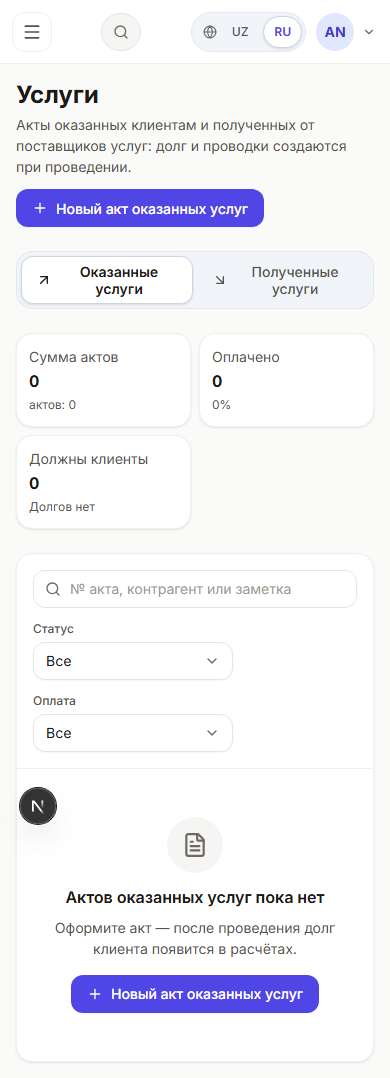 UZ
RU
AN
Услуги
Акты оказанных клиентам и полученных от
поставщиков услуг: долг и проводки создаются
при проведении.
Новый акт оказанных услуг
Оказанные
услуги
Полученные
услуги
Сумма актов
0
актов: 0
Оплачено
0
0%
Должны клиенты
0
Долгов нет
№ акта, контрагент или заметка
Статус
Все
Оплата
Все
N
Актов оказанных услуг пока нет
Оформите акт — после проведения долг
клиента появится в расчётах.
Новый акт оказанных услуг